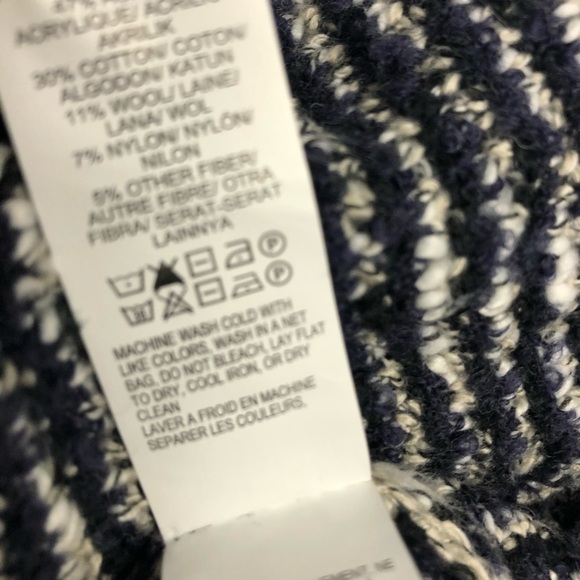 ACRYLIQUE/
AKRILIK
30% COTTON/ COTON/
ALGODON/ KATUN
11% WOOL/ LAINE/
LANA/ WOL
7% NYLON/ NYLON/
NILON
5% OTHER FIBER/
AUTRE FIBRE/ OTRA
FIBRA/ SERAT-SERAT
LAINNYA
P
P
MACHINE WASH COLD WITH
LIKE COLORS, WASH IN A NET
BAG, DO NOT BLEACH, LAY FLAT
TO DRY, COOL IRON, OR DRY
CLEAN
LAVER A FROID EN MACHINE
SEPARER LES COULEURS,
NE